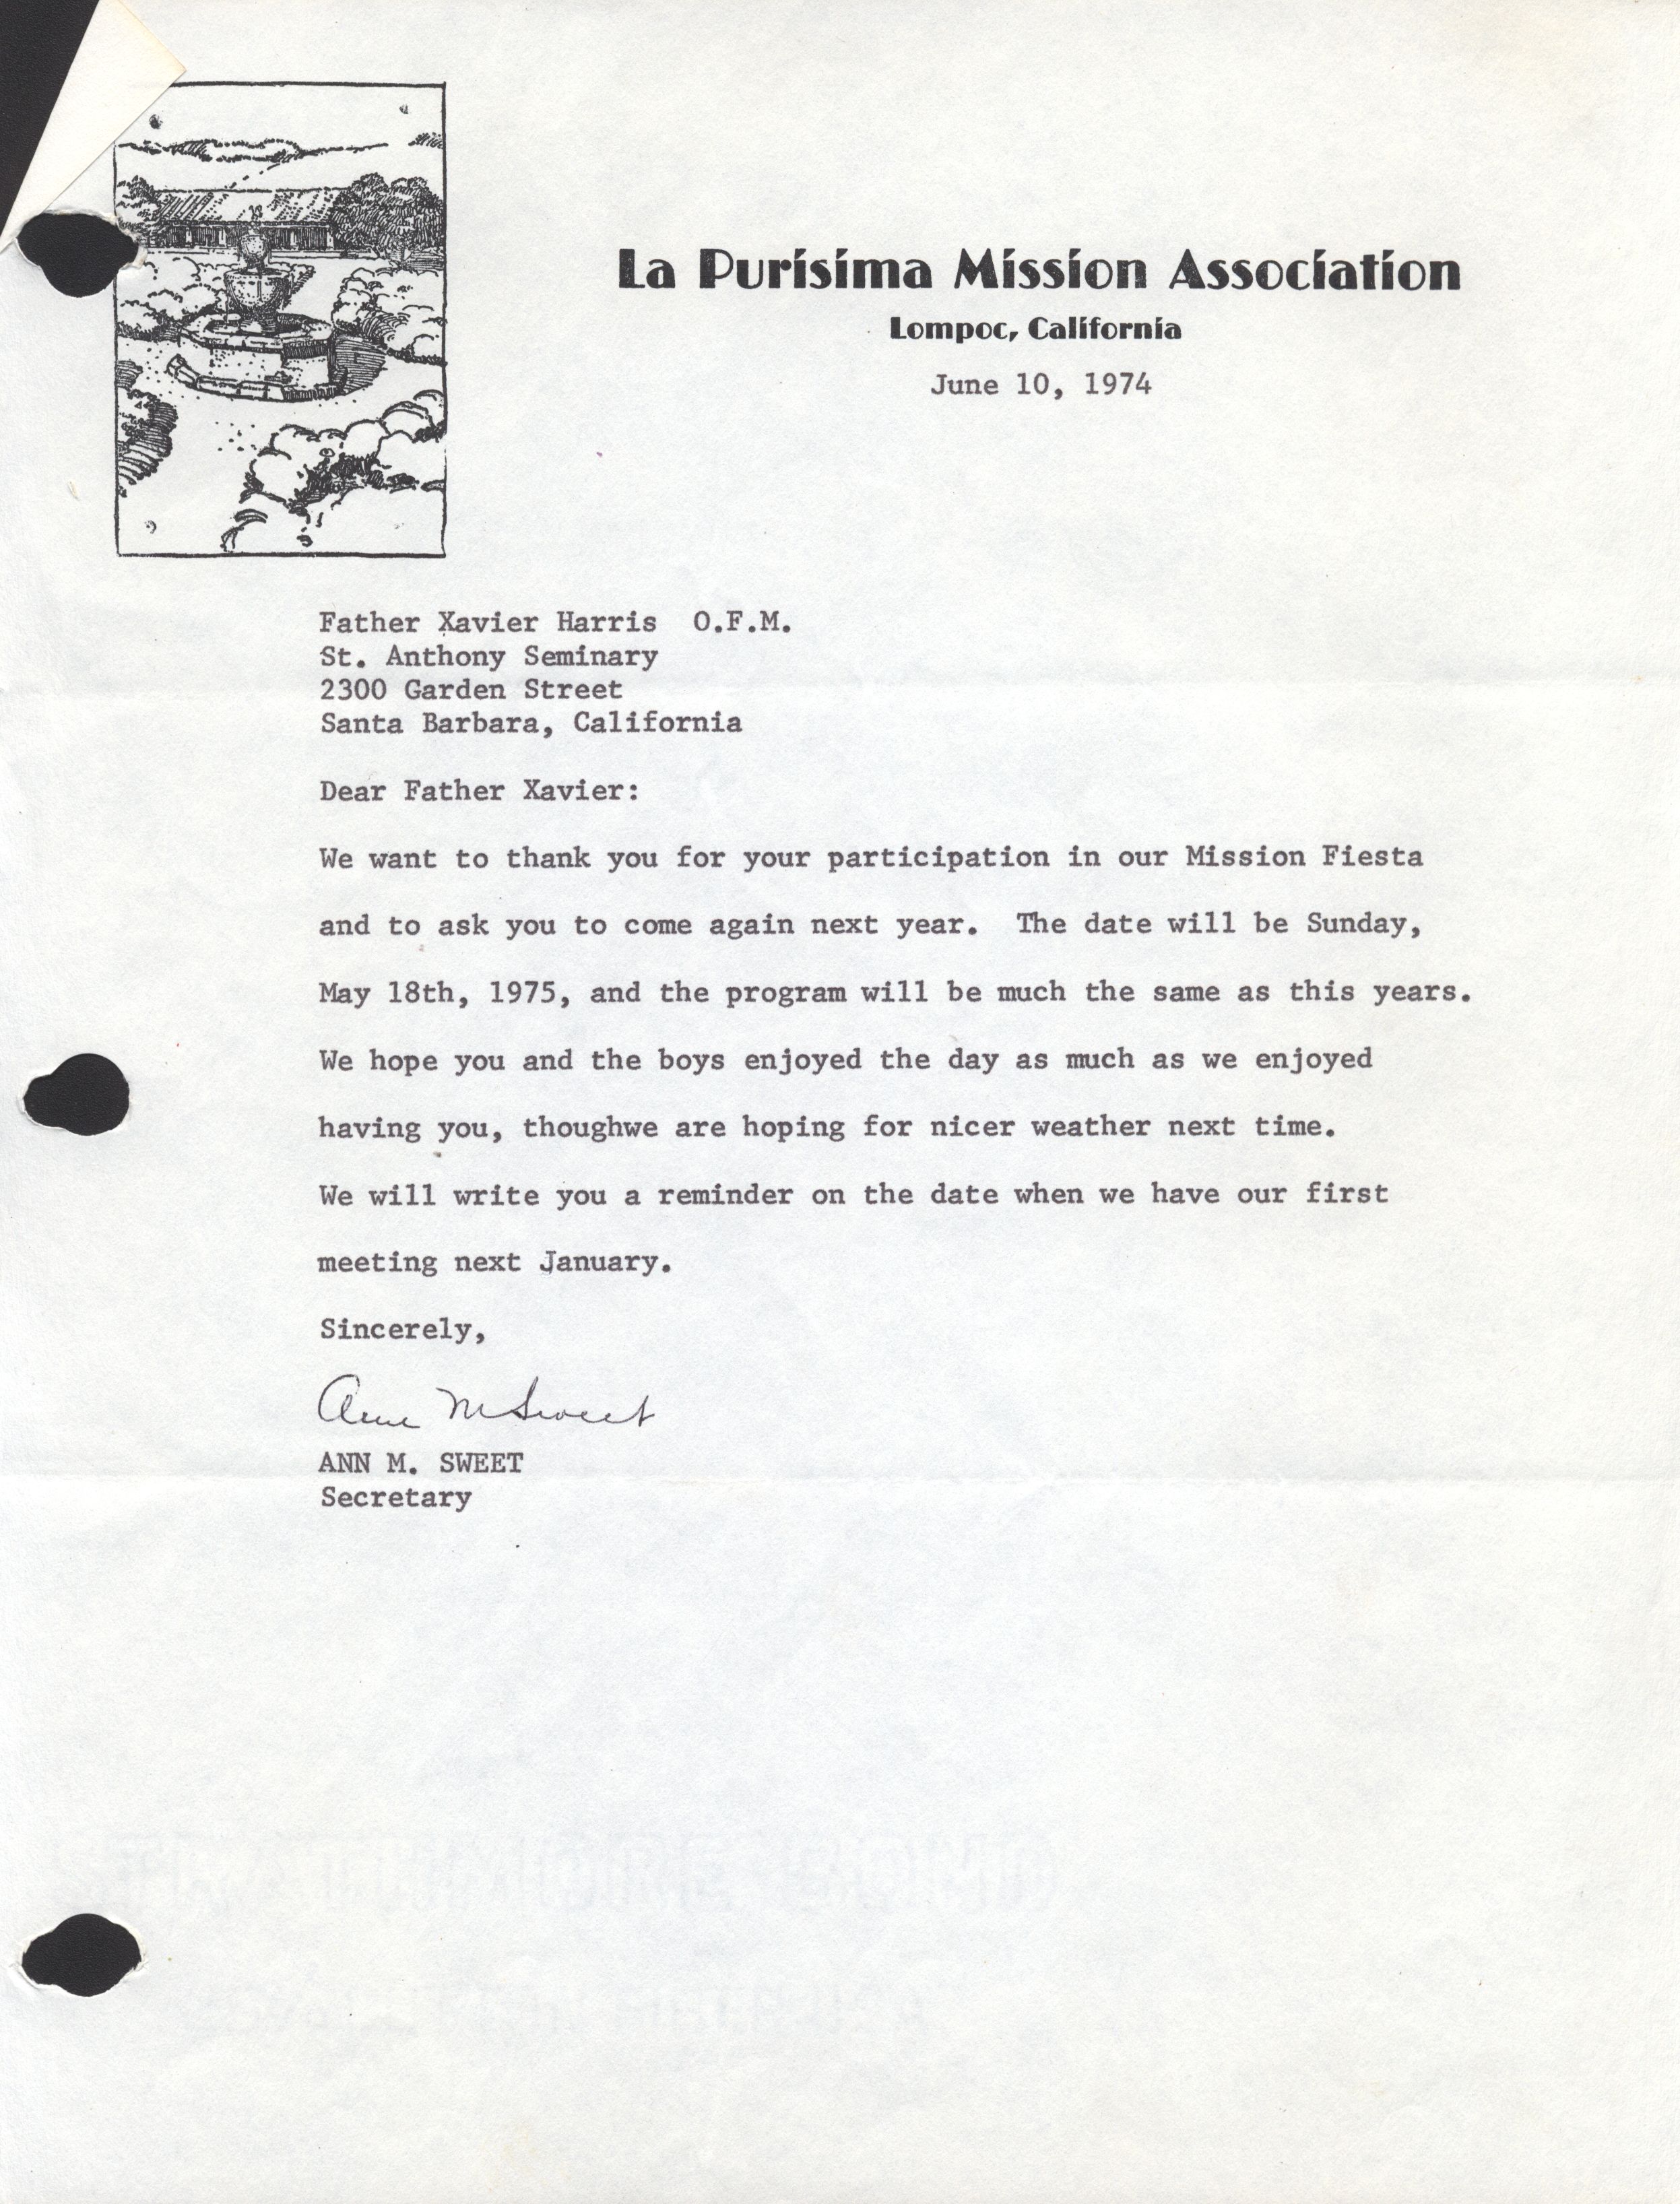 La Purisima Mission Association
Lompoc, California
June 10, 1974
Father Xavier Harris  O.F.M.
St. Anthony Seminary
2300 Garden Street
Santa Barbara, California
Dear Father Xavier:
We want to thank you for your participation in our Mission Fiesta
and to ask you to come again next year.  The date will be Sunday,
May 18th, 1975, and the program will be much the same as this years.
We hope you and the boys enjoyed the day as much as we enjoyed
having you, thoughwe are hoping for nicer weather next time.
We will write you a reminder on the date when we have our first
meeting next January.
Sincerely,
Ann M Sweet
ANN M. SWEET
Secretary